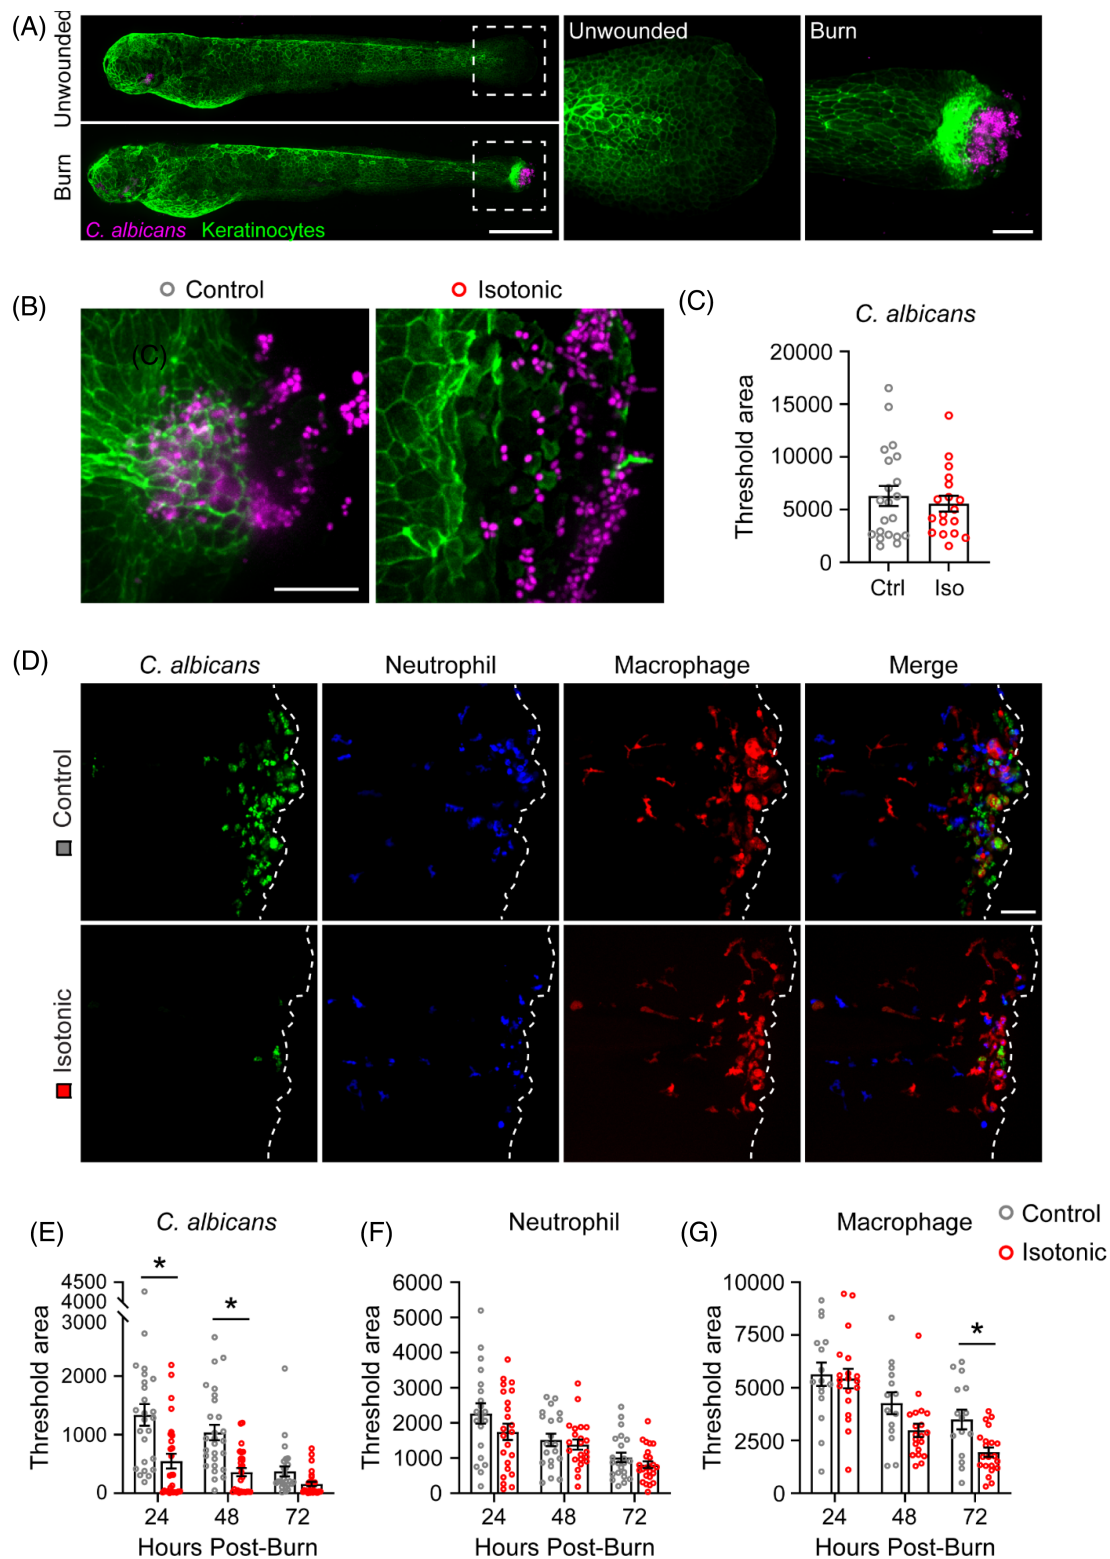 (A)
Unwounded
Unwounded
Burn
Burn
C. albicans Keratinocytes
(B)
Control
Isotonic
(C)
(C)
C. albicans
Threshold area
20000
15000
10000
5000
0
Ctrl
Iso
(D)
C. albicans
Neutrophil
Macrophage
Merge
Control
Isotonic
(E)
C. albicans
*
*
Threshold area
4500
4000
3000
2000
1000
0
24
48
72
Hours Post-Burn
(F)
Neutrophil
Threshold area
6000
5000
4000
3000
2000
1000
0
24
48
72
Hours Post-Burn
(G)
Macrophage
Control
Isotonic
*
Threshold area
10000
7500
5000
2500
0
24
48
72
Hours Post-Burn